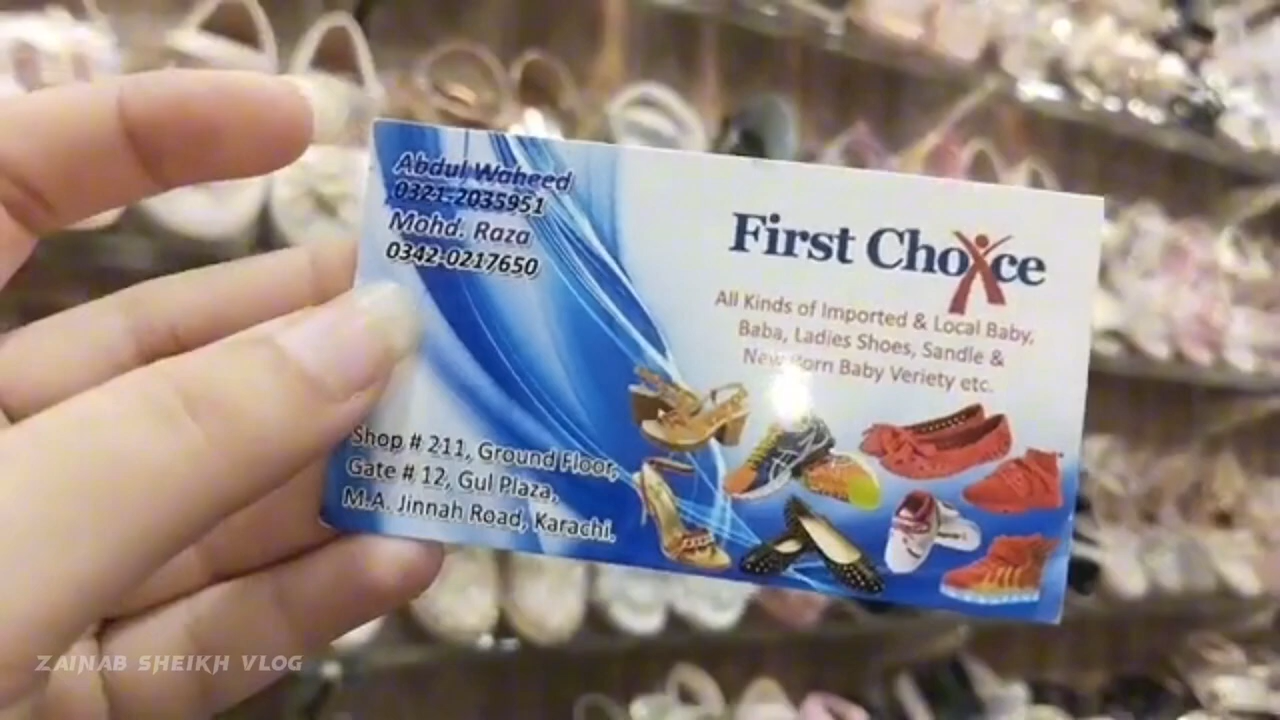 Abdul Waheed
0321-2035951
Mohd. Raza
0342-0217650
First Choice
All Kinds of Imported & Local Baby,
Baba, Ladies Shoes, Sandle &
New Born Baby Veriety etc.
Shop # 211, Ground Floor,
Gate # 12, Gul Plaza,
M.A. Jinnah Road, Karachi.
ZAINAB SHEIKH VLOG